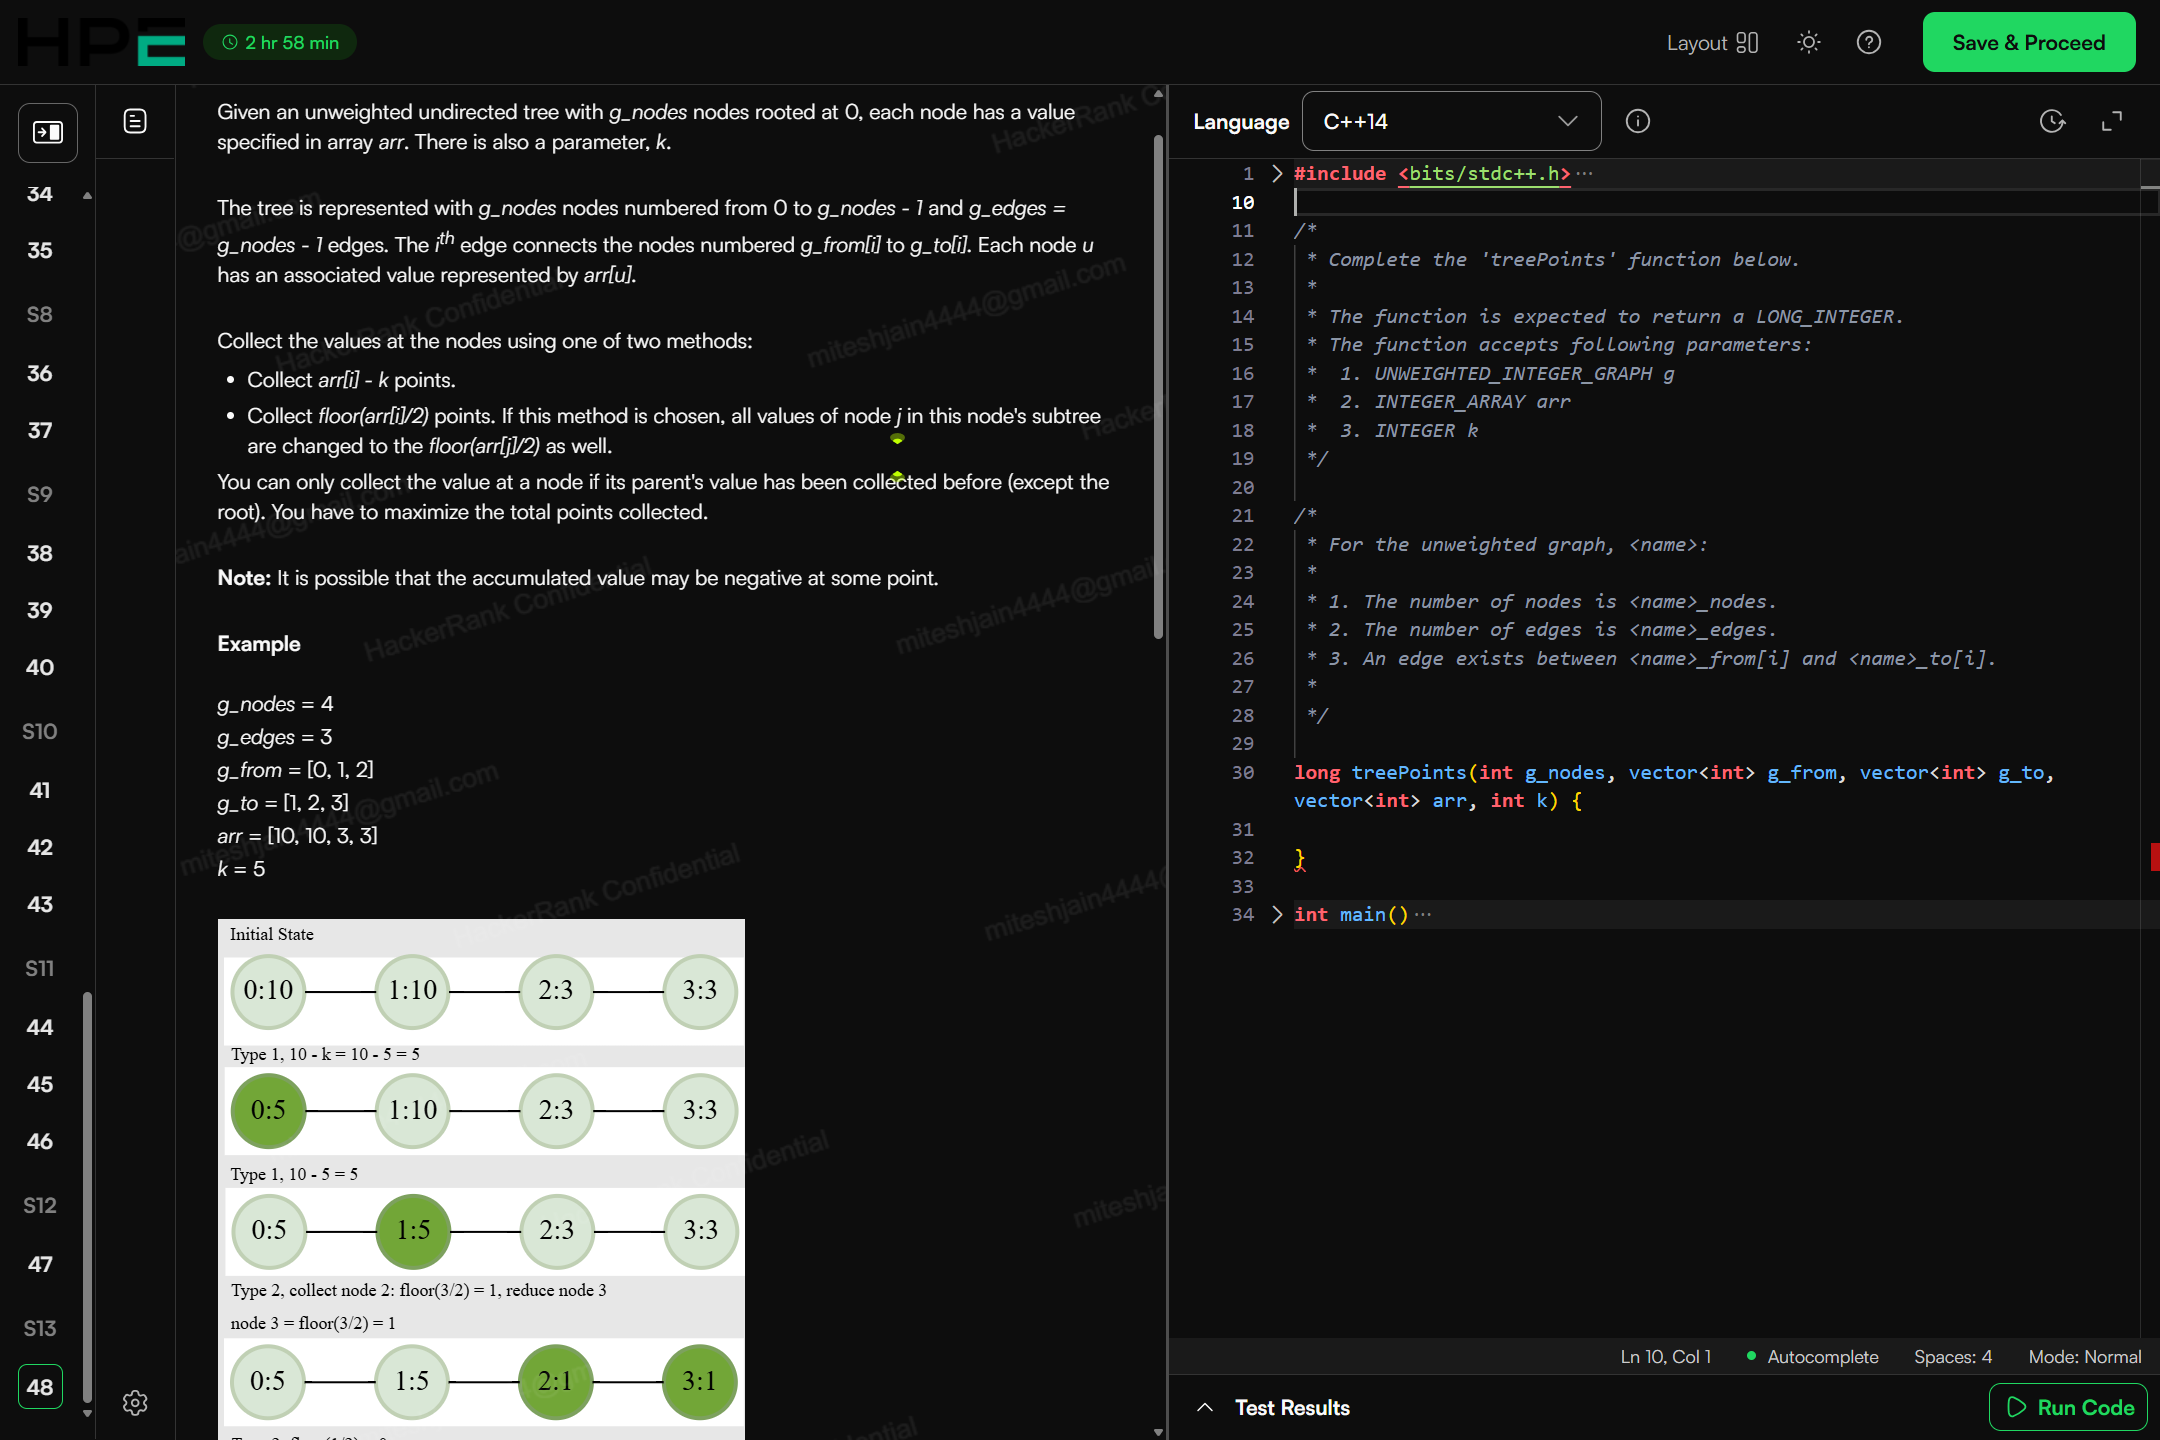 HPE
2 hr 58 min
Layout
Save & Proceed
34
35
S8
36
37
S9
38
39
40
S10
41
42
43
S11
44
45
46
S12
47
S13
48
Given an unweighted undirected tree with g_nodes nodes rooted at 0, each node has a value
specified in array arr. There is also a parameter, k.
The tree is represented with g_nodes nodes numbered from 0 to g_nodes - 1 and g_edges =
g_nodes - 1 edges. The ith edge connects the nodes numbered g_from[i] to g_to[i]. Each node u
has an associated value represented by arr[u].
Collect the values at the nodes using one of two methods:
• Collect arr[i] - k points.
• Collect floor(arr[i]/2) points. If this method is chosen, all values of node j in this node's subtree
are changed to the floor(arr[j]/2) as well.
You can only collect the value at a node if its parent's value has been collected before (except the
root). You have to maximize the total points collected.
Note: It is possible that the accumulated value may be negative at some point.
Example
g_nodes = 4
g_edges = 3
g_from = [0, 1, 2]
g_to = [1, 2, 3]
arr = [10, 10, 3, 3]
k = 5
Initial State
0:10 1:10 2:3 3:3
Type 1, 10 - k = 10 - 5 = 5
0:5 1:10 2:3 3:3
Type 1, 10 - 5 = 5
0:5 1:5 2:3 3:3
Type 2, collect node 2: floor(3/2) = 1, reduce node 3
node 3 = floor(3/2) = 1
0:5 1:5 2:1 3:1
HackerRank Confidential
miteshjain4444@gmail.com
HackerRank Confidential
miteshjain4444@gmail.com
HackerRank Confidential
Language C++14
1 #include <bits/stdc++.h>···
10
11 /*
12 * Complete the 'treePoints' function below.
13 *
14 * The function is expected to return a LONG_INTEGER.
15 * The function accepts following parameters:
16 * 1. UNWEIGHTED_INTEGER_GRAPH g
17 * 2. INTEGER_ARRAY arr
18 * 3. INTEGER k
19 */
20
21 /*
22 * For the unweighted graph, <name>:
23 *
24 * 1. The number of nodes is <name>_nodes.
25 * 2. The number of edges is <name>_edges.
26 * 3. An edge exists between <name>_from[i] and <name>_to[i].
27 *
28 */
29
30 long treePoints(int g_nodes, vector<int> g_from, vector<int> g_to,
vector<int> arr, int k) {
31
32 }
33
34 int main()···
Ln 10, Col 1 Autocomplete Spaces: 4 Mode: Normal
Test Results
Run Code